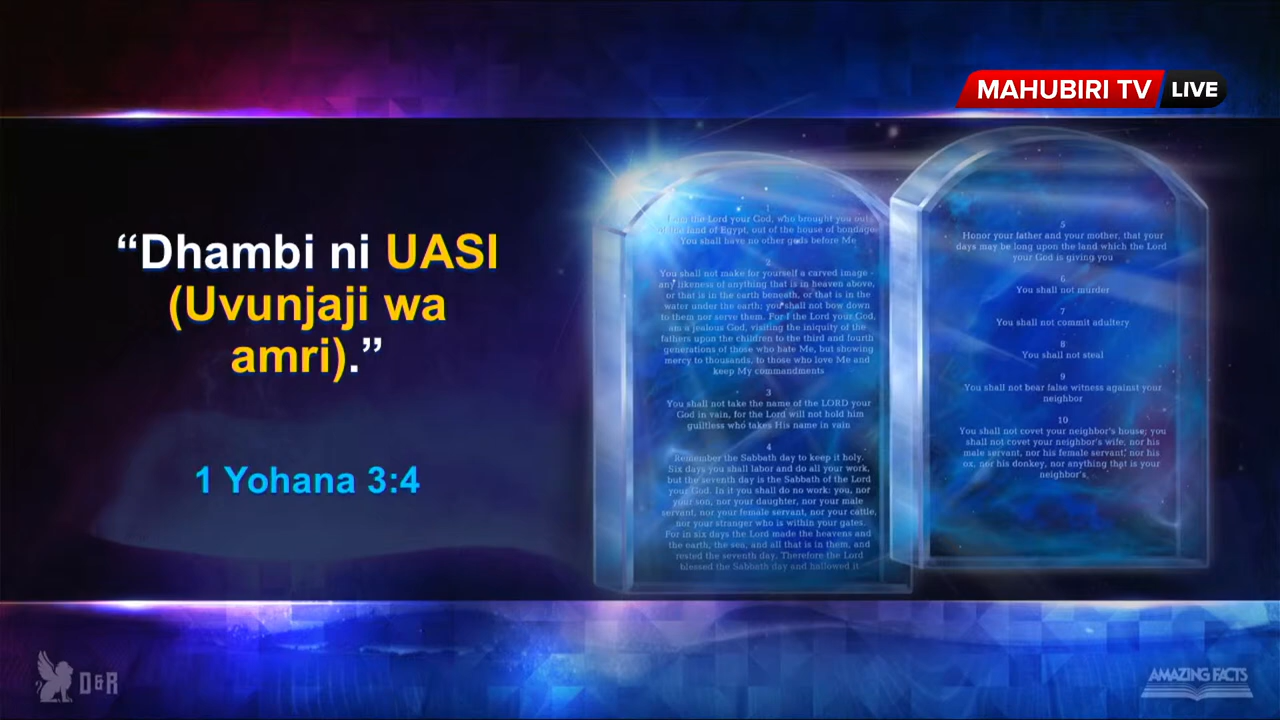 MAHUBIRI TV LIVE
“Dhambi ni UASI
(Uvunjaji wa
amri).”
1 Yohana 3:4
1
I am the Lord your God, who brought you out
of the land of Egypt, out of the house of bondage
You shall have no other gods before Me
2
You shall not make for yourself a carved image -
any likeness of anything that is in heaven above,
or that is in the earth beneath, or that is in the
water under the earth; you shall not bow down
to them nor serve them. For I the Lord your God,
am a jealous God, visiting the iniquity of the
fathers upon the children to the third and fourth
generations of those who hate Me, but showing
mercy to thousands, to those who love Me and
keep My commandments
3
You shall not take the name of the LORD your
God in vain, for the Lord will not hold him
guiltless who takes His name in vain
4
Remember the Sabbath day to keep it holy.
Six days you shall labor and do all your work,
but the seventh day is the Sabbath of the Lord
your God. In it you shall do no work: you, nor
your son, nor your daughter, nor your male
servant, nor your female servant, nor your cattle,
nor your stranger who is within your gates.
For in six days the Lord made the heavens and
the earth, the sea, and all that is in them, and
rested the seventh day. Therefore the Lord
blessed the Sabbath day and hallowed it
5
Honor your father and your mother, that your
days may be long upon the land which the Lord
your God is giving you
6
You shall not murder
7
You shall not commit adultery
8
You shall not steal
9
You shall not bear false witness against your
neighbor
10
You shall not covet your neighbor's house; you
shall not covet your neighbor's wife, nor his
male servant, nor his female servant, nor his
ox, nor his donkey, nor anything that is your
neighbor's
D&R
AMAZING FACTS